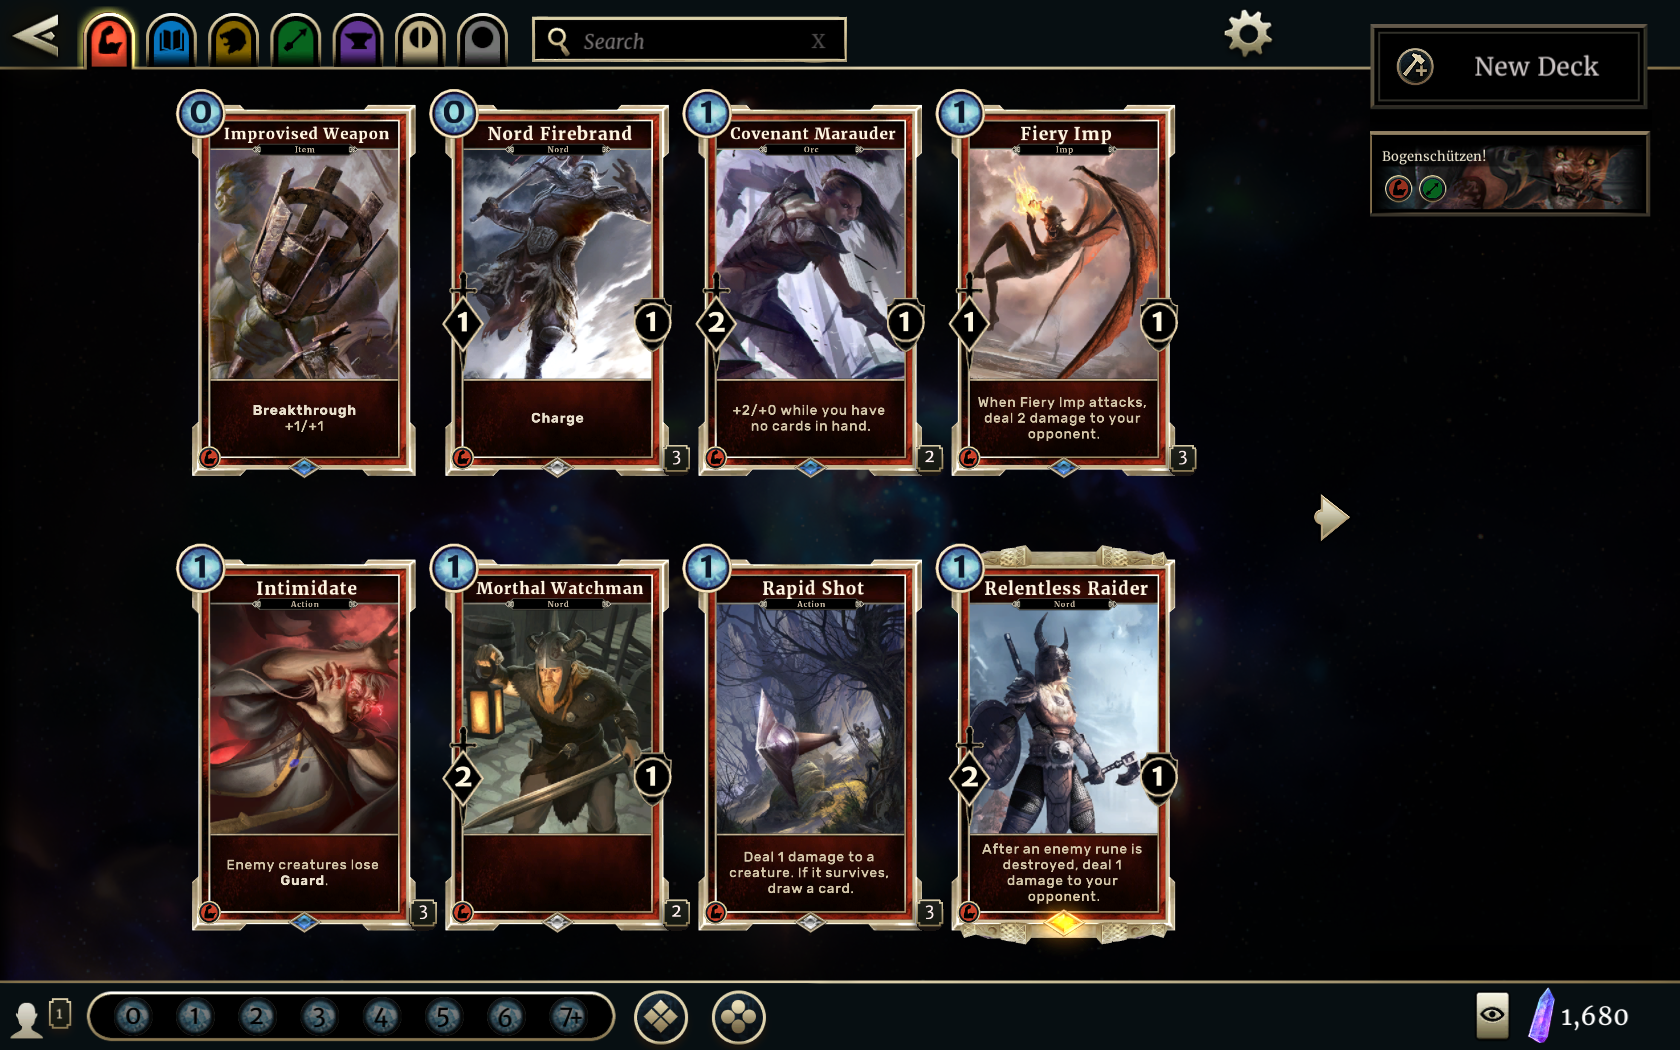 Search X
New Deck
Bogenschützen!
0
Improvised Weapon
Item
Breakthrough
+1/+1
0
Nord Firebrand
Nord
1 1
Charge
3
1
Covenant Marauder
Orc
2 1
+2/+0 while you have
no cards in hand.
2
1
Fiery Imp
Imp
1 1
When Fiery Imp attacks,
deal 2 damage to your
opponent.
3
1
Intimidate
Action
Enemy creatures lose
Guard.
3
1
Morthal Watchman
Nord
2 1
2
1
Rapid Shot
Action
Deal 1 damage to a
creature. If it survives,
draw a card.
3
1
Relentless Raider
Nord
2 1
After an enemy rune is
destroyed, deal 1
damage to your
opponent.
1 0 1 2 3 4 5 6 7+ 1,680